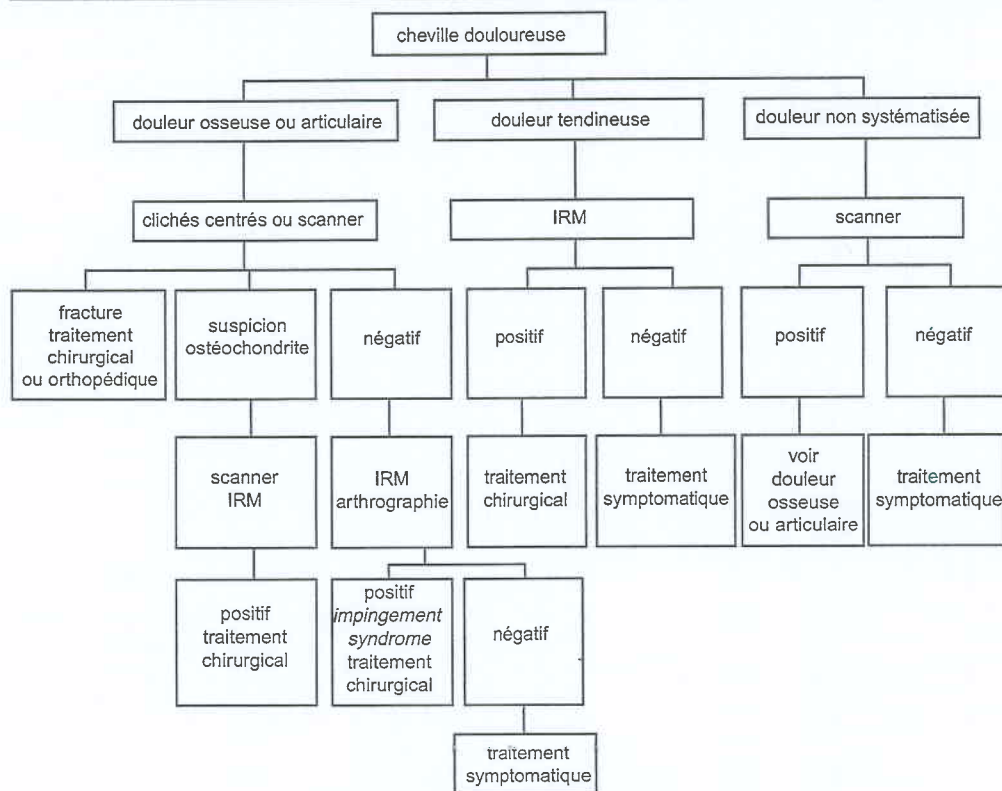 cheville douloureuse
douleur osseuse ou articulaire
douleur tendineuse
douleur non systématisée
clichés centrés ou scanner
IRM
scanner
fracture
traitement
chirurgical
ou orthopédique
suspicion
ostéochondrite
négatif
positif
négatif
positif
négatif
scanner
IRM
IRM
arthrographie
traitement
chirurgical
traitement
symptomatique
voir
douleur
osseuse
ou articulaire
traitement
symptomatique
positif
traitement
chirurgical
positif
impingement
syndrome
traitement
chirurgical
négatif
traitement
symptomatique